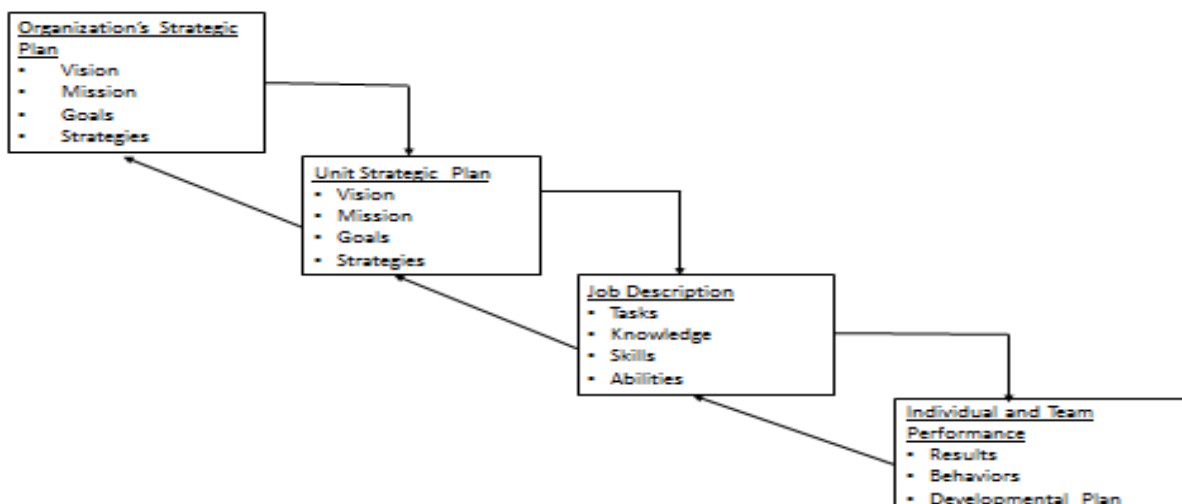 Organization's Strategic
Plan
• Vision
• Mission
• Goals
• Strategies
Unit Strategic Plan
• Vision
• Mission
• Goals
• Strategies
Job Description
• Tasks
• Knowledge
• Skills
• Abilities
Individual and Team
Performance
• Results
• Behaviors
• Developmental Plan